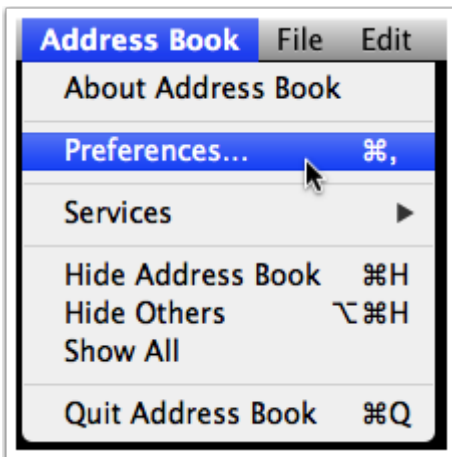 Address Book File Edit
About Address Book
Preferences... ⌘,
Services ▶
Hide Address Book ⌘H
Hide Others ⌥⌘H
Show All
Quit Address Book ⌘Q